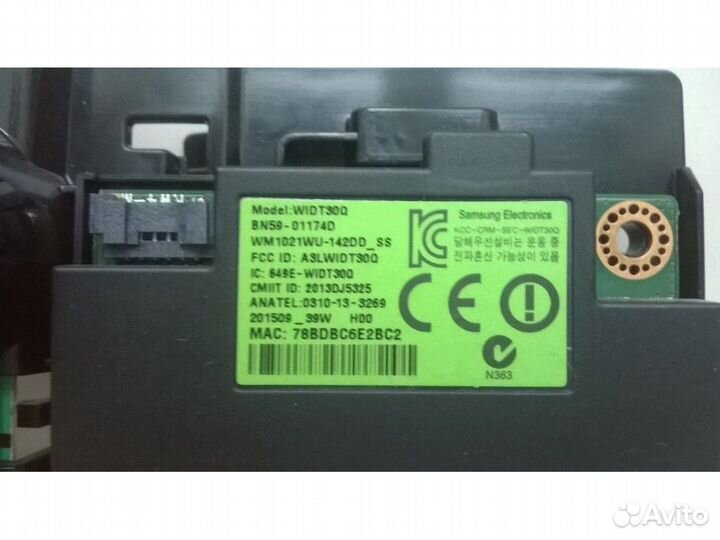 Model:WIDT30Q
BN59-01174D
WM1021WU-142DD_SS
FCC ID: A3LWIDT30Q
IC: 649E-WIDT30Q
CMIIT ID: 2013DJ5325
ANATEL:0310-13-3269
201509_39W H00
MAC: 78BDBC6E2BC2
Samsung Electronics
KCC-CRM-SEC-WIDT30Q
당해무선설비는 운용 중
전파혼신 가능성이 있음
CE
N363
Avito